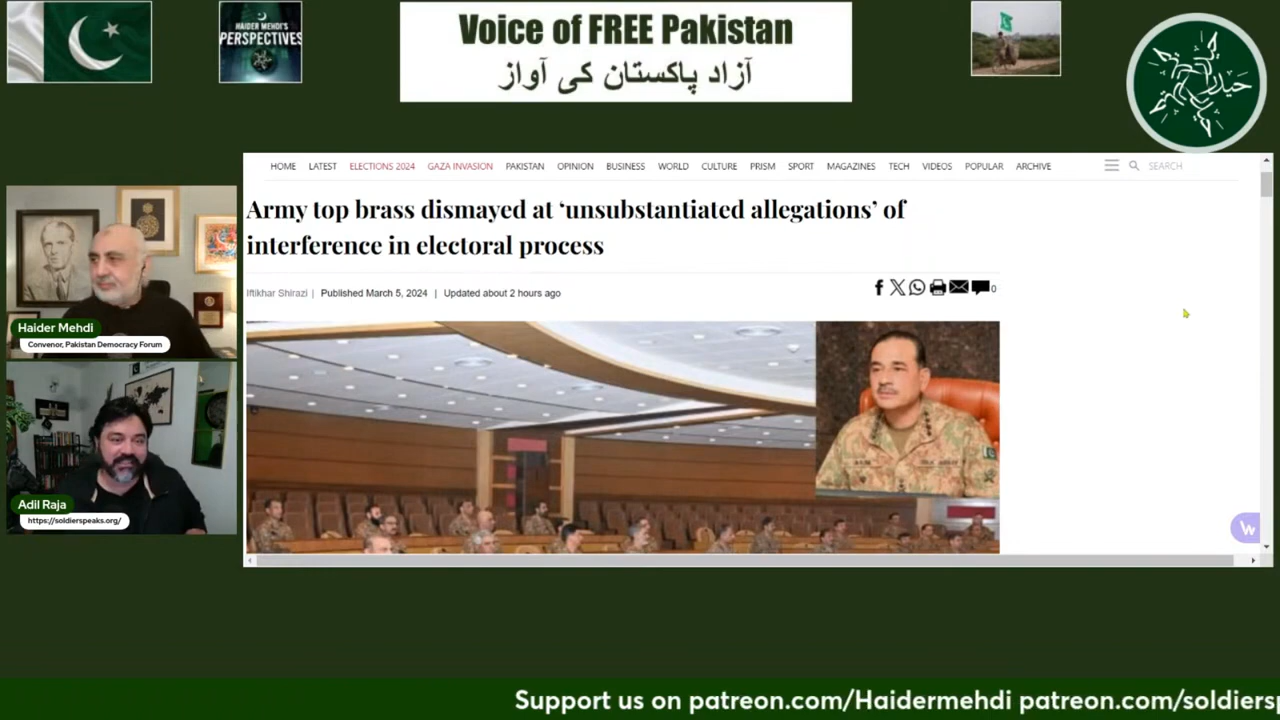 HAIDER MEHDI'S
PERSPECTIVES
Voice of FREE Pakistan
آزاد پاکستان کی آواز
حیدر
HOME LATEST ELECTIONS 2024 GAZA INVASION PAKISTAN OPINION BUSINESS WORLD CULTURE PRISM SPORT MAGAZINES TECH VIDEOS POPULAR ARCHIVE SEARCH
Army top brass dismayed at ‘unsubstantiated allegations’ of
interference in electoral process
Iftikhar Shirazi | Published March 5, 2024 | Updated about 2 hours ago
0
Haider Mehdi
Convenor, Pakistan Democracy Forum
Adil Raja
https://soldierspeaks.org/
Support us on patreon.com/Haidermehdi patreon.com/soldiersp